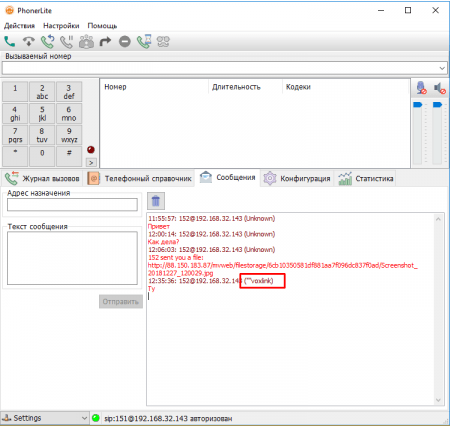 PhonerLite
Действия Настройки Помощь
Вызываемый номер
1 2 abc 3 def
4 ghi 5 jkl 6 mno
7 pqrs 8 tuv 9 wxyz
* 0 #
>
Номер Длительность Кодеки
Журнал вызовов Телефонный справочник Сообщения Конфигурация Статистика
Адрес назначения
Текст сообщения
Отправить
11:55:57: 152@192.168.32.143 (Unknown)
Привет
12:00:14: 152@192.168.32.143 (Unknown)
Как дела?
12:06:03: 152@192.168.32.143 (Unknown)
152 sent you a file:
http://88.150.183.87/mvweb/filestorage/6cb10350581df881aa7f096dc837f0ad/Screenshot_
20181227_120029.jpg
12:35:36: 152@192.168.32.143 (""voxlink)
Ту
Settings sip:151@192.168.32.143 авторизован